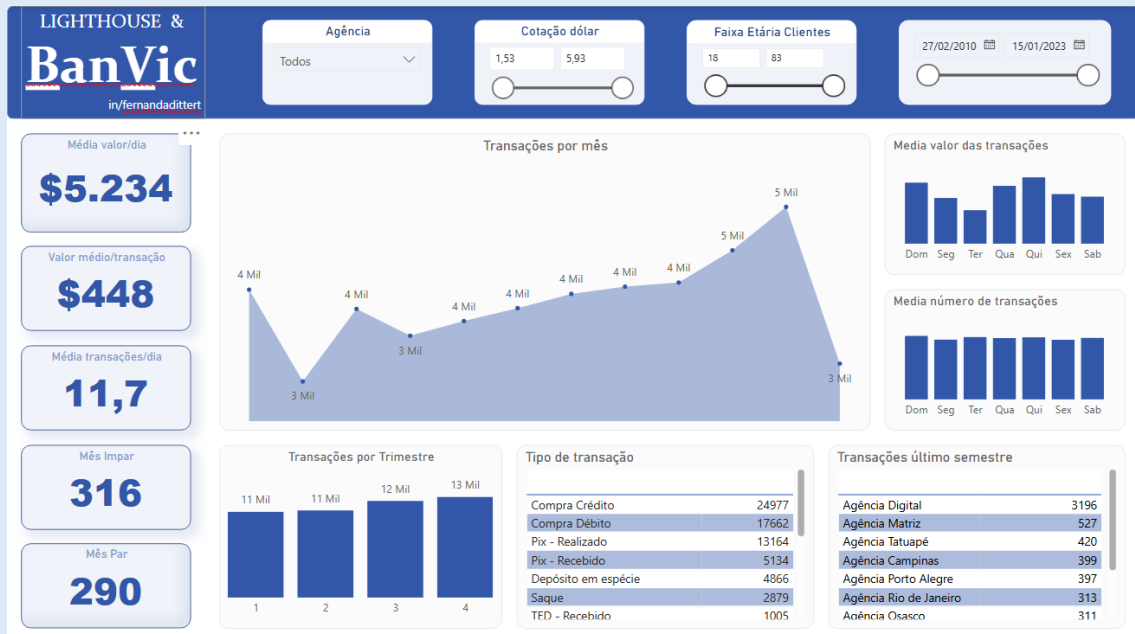 LIGHTHOUSE &
BanVic
in/fernandadittert
Agência
Todos
Cotação dólar
1,53 5,93
Faixa Etária Clientes
18 83
27/02/2010 15/01/2023
Média valor/dia
$5.234
Valor médio/transação
$448
Média transações/dia
11,7
Mês Impar
316
Mês Par
290
Transações por mês
4 Mil
3 Mil
4 Mil
3 Mil
4 Mil
4 Mil
4 Mil
4 Mil
4 Mil
5 Mil
5 Mil
3 Mil
Media valor das transações
Dom Seg Ter Qua Qui Sex Sab
Media número de transações
Dom Seg Ter Qua Qui Sex Sab
Transações por Trimestre
11 Mil 11 Mil 12 Mil 13 Mil
1 2 3 4
Tipo de transação
Compra Crédito 24977
Compra Débito 17662
Pix - Realizado 13164
Pix - Recebido 5134
Depósito em espécie 4866
Saque 2879
TED - Recebido 1005
Transações último semestre
Agência Digital 3196
Agência Matriz 527
Agência Tatuapé 420
Agência Campinas 399
Agência Porto Alegre 397
Agência Rio de Janeiro 313
Agência Osasco 311